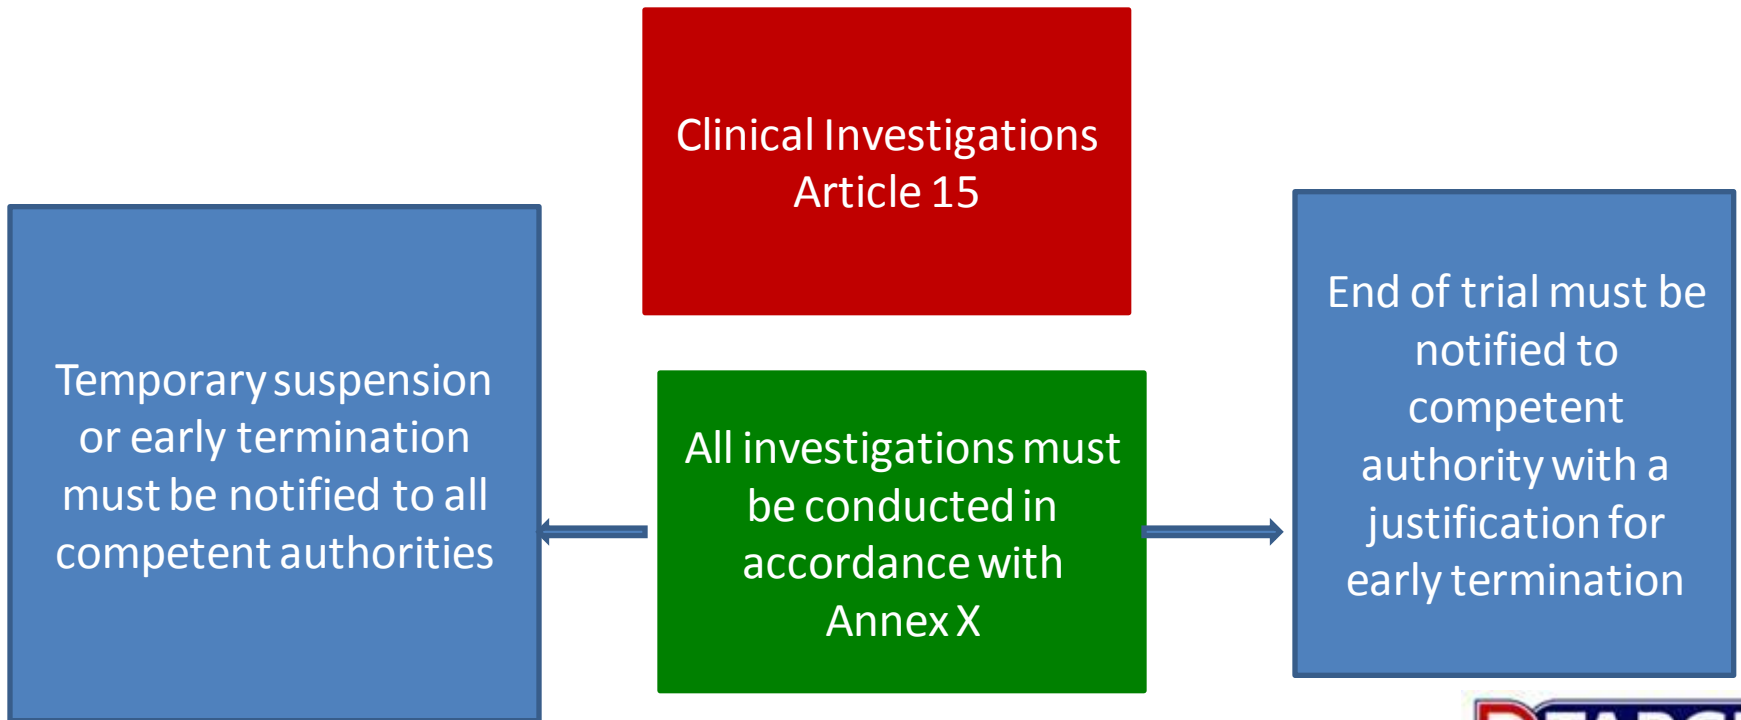 Clinical Investigations
Article 15
Temporary suspension
or early termination
must be notified to all
competent authorities
All investigations must
be conducted in
accordance with
Annex X
End of trial must be
notified to
competent
authority with a
justification for
early termination